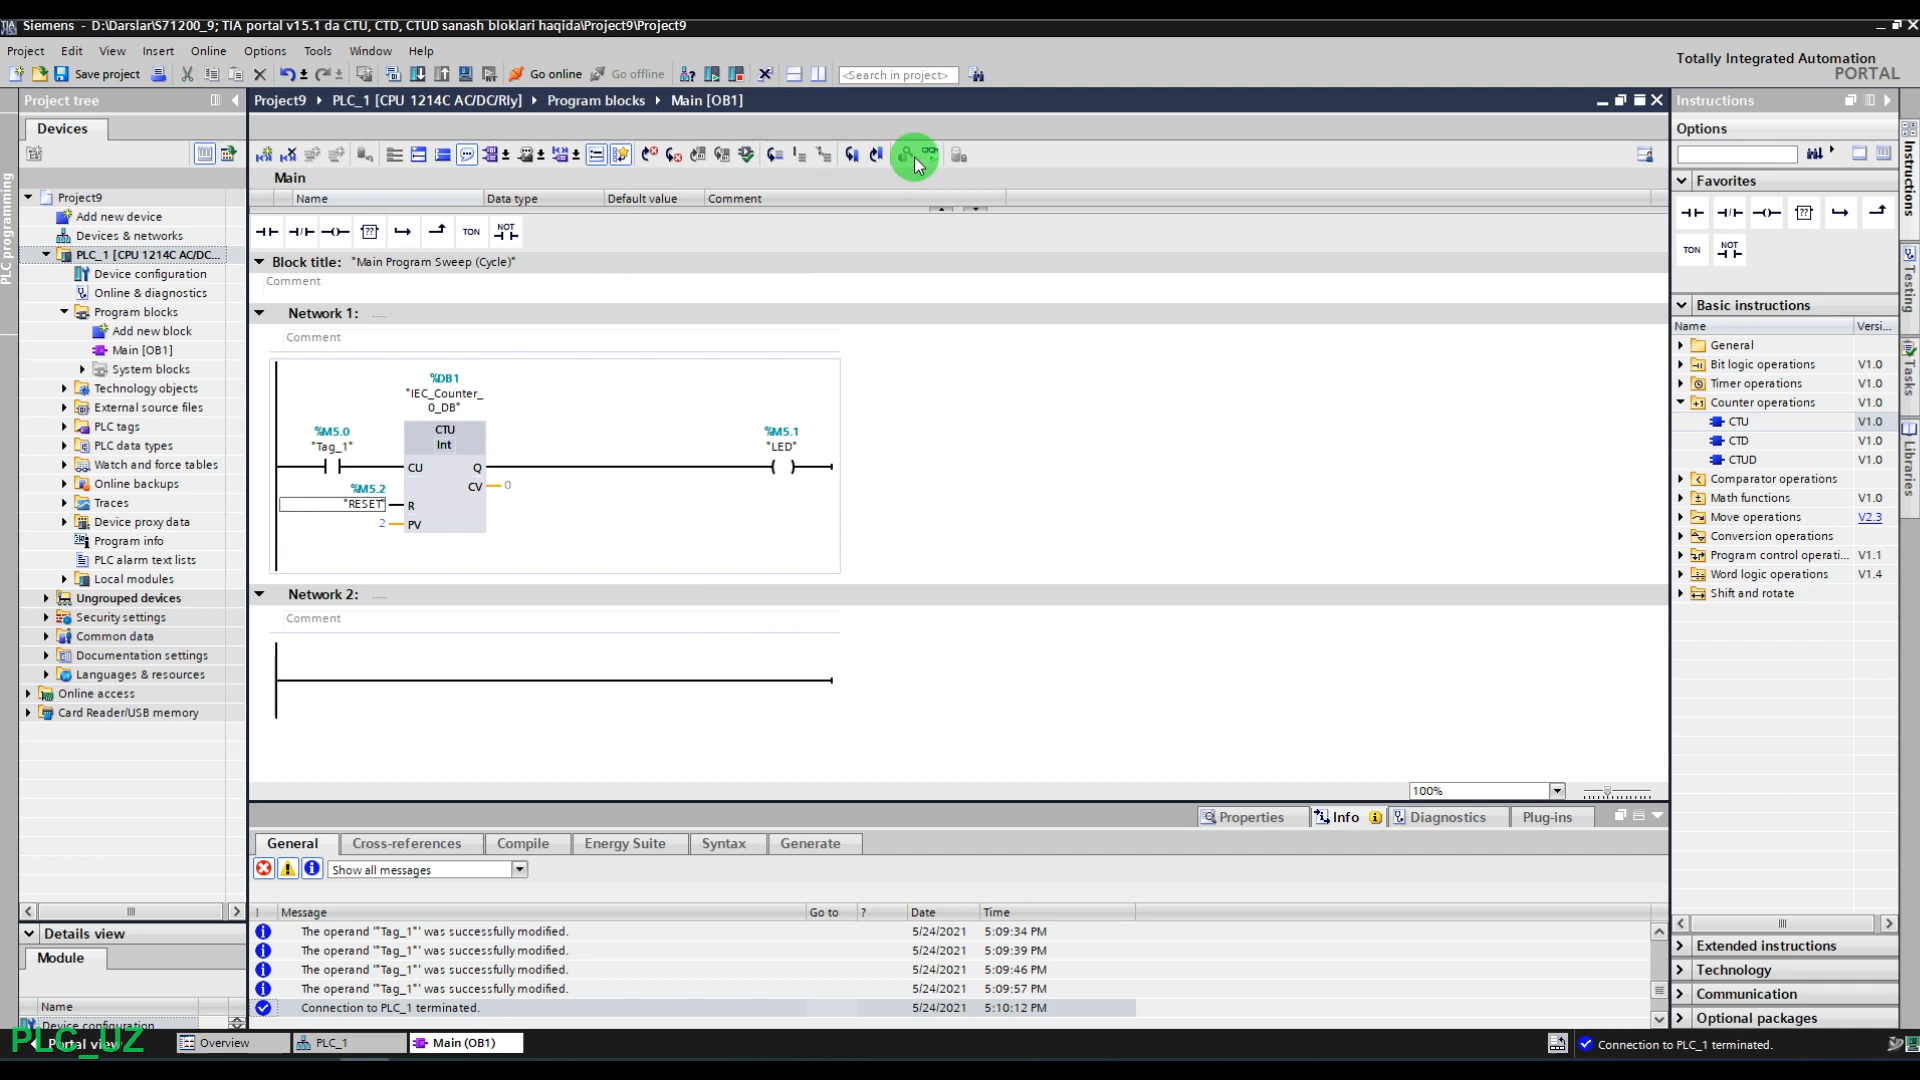 Siemens - D:\Darslar\S71200_9; TIA portal v15.1 da CTU, CTD, CTUD sanash bloklari haqida\Project9\Project9
Project Edit View Insert Online Options Tools Window Help
Totally Integrated Automation
PORTAL
Save project Go online Go offline <Search in project>
Project tree
Project9 PLC_1 [CPU 1214C AC/DC/Rly] Program blocks Main [OB1]
Instructions
Devices
Options
PLC programming
Main
Name Data type Default value Comment
TON NOT
Block title: "Main Program Sweep (Cycle)"
Comment
Network 1: .....
Comment
%DB1
"IEC_Counter_
0_DB"
CTU
Int
%M5.0
"Tag_1"
%M5.1
"LED"
CU Q
CV 0
%M5.2
"RESET" R
2 PV
Network 2: .....
Comment
100%
Project9
Add new device
Devices & networks
PLC_1 [CPU 1214C AC/DC...
Device configuration
Online & diagnostics
Program blocks
Add new block
Main [OB1]
System blocks
Technology objects
External source files
PLC tags
PLC data types
Watch and force tables
Online backups
Traces
Device proxy data
Program info
PLC alarm text lists
Local modules
Ungrouped devices
Security settings
Common data
Documentation settings
Languages & resources
Online access
Card Reader/USB memory
Details view
Module
Name
Device configuration
Favorites
??
TON NOT
Basic instructions
Name Versi...
General
Bit logic operations V1.0
Timer operations V1.0
Counter operations V1.0
CTU V1.0
CTD V1.0
CTUD V1.0
Comparator operations
Math functions V1.0
Move operations V2.3
Conversion operations
Program control operati... V1.1
Word logic operations V1.4
Shift and rotate
Extended instructions
Technology
Communication
Optional packages
Instructions
Testing
Tasks
Libraries
Properties Info Diagnostics Plug-ins
General Cross-references Compile Energy Suite Syntax Generate
Show all messages
! Message Go to ? Date Time
The operand '"Tag_1"' was successfully modified. 5/24/2021 5:09:34 PM
The operand '"Tag_1"' was successfully modified. 5/24/2021 5:09:39 PM
The operand '"Tag_1"' was successfully modified. 5/24/2021 5:09:46 PM
The operand '"Tag_1"' was successfully modified. 5/24/2021 5:09:57 PM
Connection to PLC_1 terminated. 5/24/2021 5:10:12 PM
PLC_UZ
Portal view Overview PLC_1 Main (OB1) Connection to PLC_1 terminated.